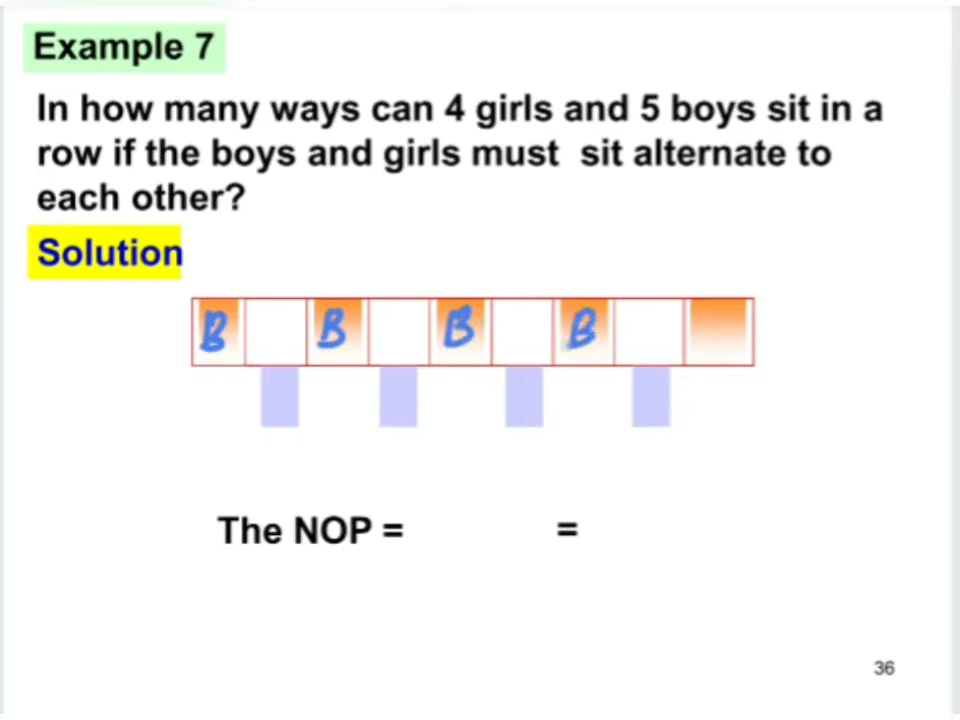 Example 7
In how many ways can 4 girls and 5 boys sit in a
row if the boys and girls must sit alternate to
each other?
Solution
B B B B
The NOP = =
36